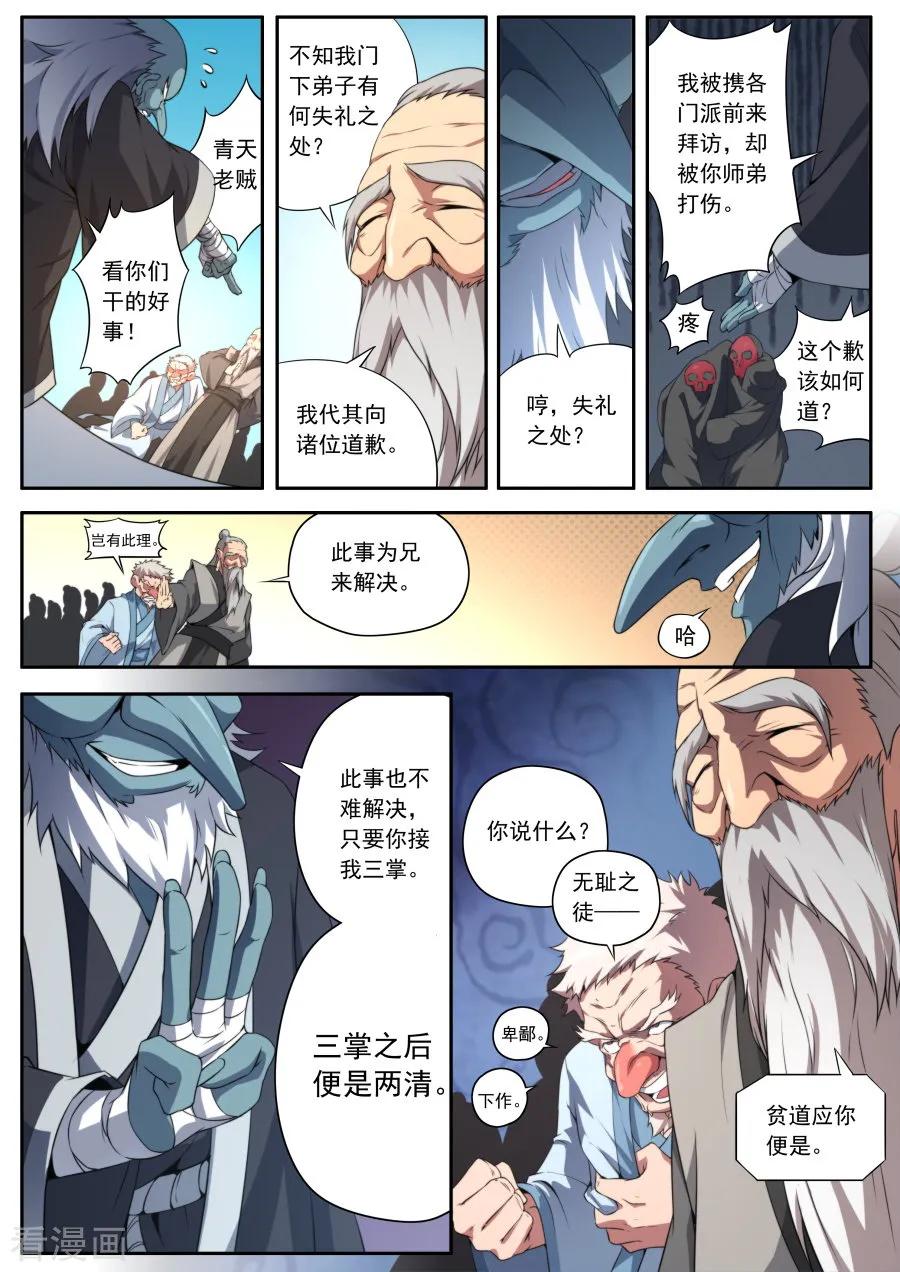 青天
老贼
看你们
干的好
事！
不知我门
下弟子有
何失礼之
处？
我代其向
诸位道歉。
哼，失礼
之处？
我被携各
门派前来
拜访，却
被你师弟
打伤。
疼
这个歉
该如何
道？
岂有此理。
此事为兄
来解决。
哈
此事也不
难解决，
只要你接
我三掌。
三掌之后
便是两清。
你说什么？
无耻之
徒——
卑鄙。
下作。
贫道应你
便是。
看漫画